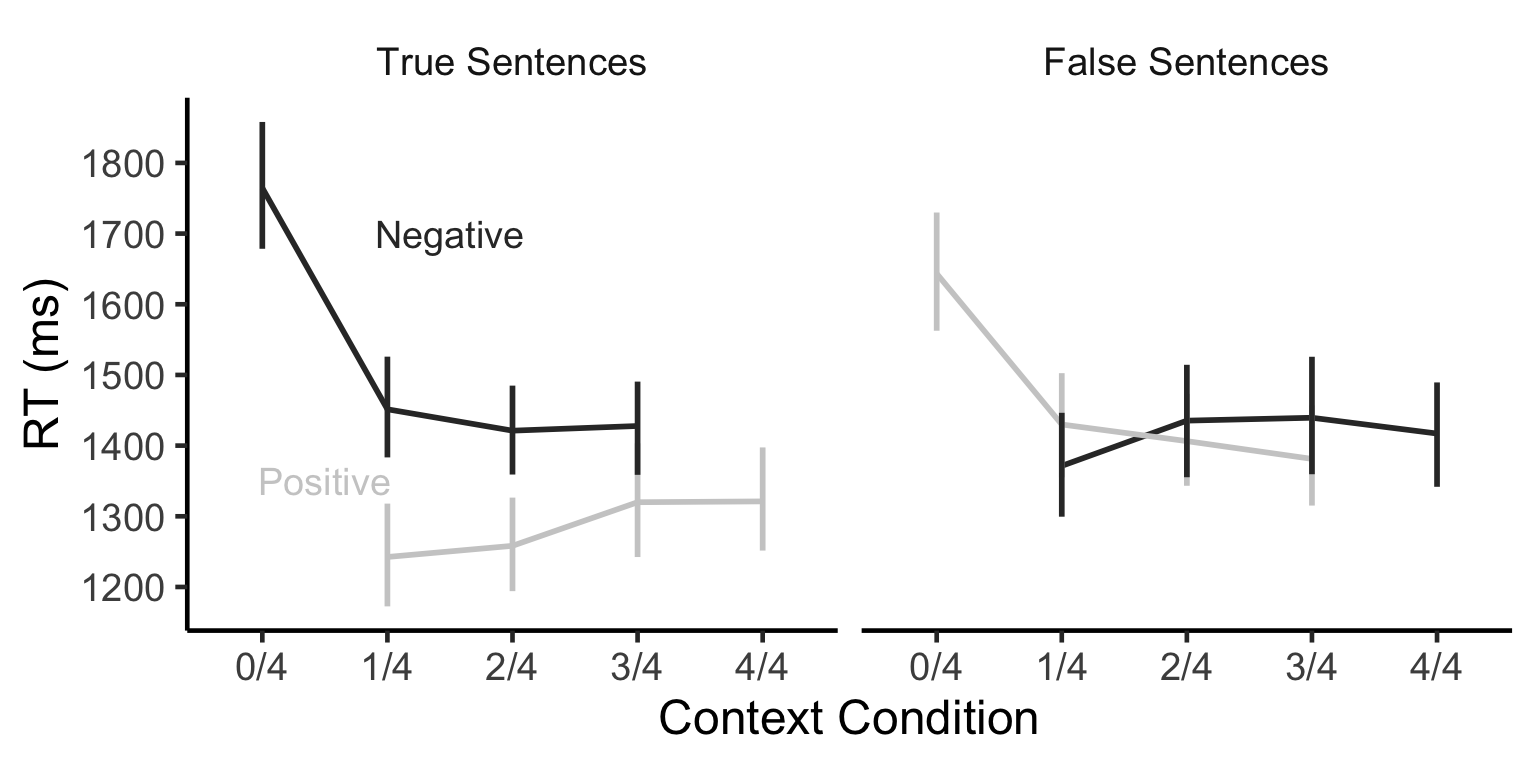 True Sentences
False Sentences
RT (ms)
1800
1700
1600
1500
1400
1300
1200
Negative
Positive
0/4 1/4 2/4 3/4 4/4
0/4 1/4 2/4 3/4 4/4
Context Condition